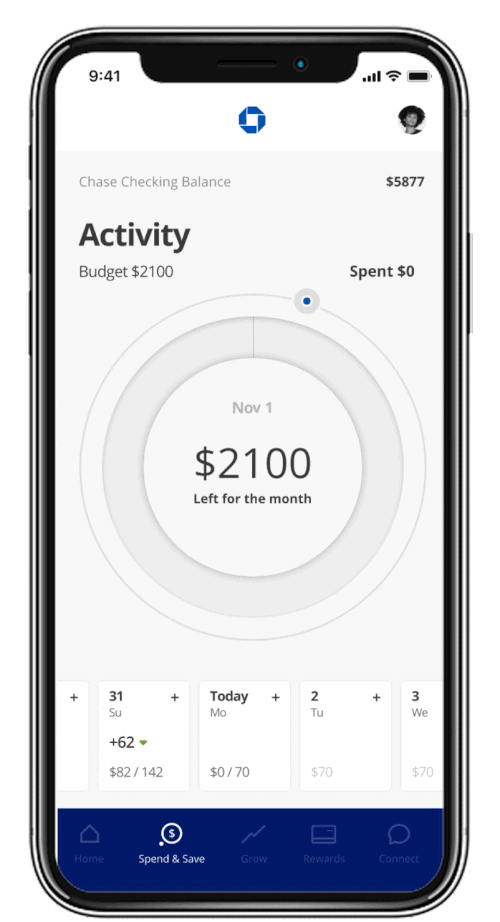 9:41
Chase Checking Balance $5877
Activity
Budget $2100 Spent $0
Nov 1
$2100
Left for the month
+ 31 + Today + 2 + 3
Su Mo Tu We
+62
$82 / 142 $0 / 70 $70 $70
$
Home Spend & Save Grow Rewards Connect